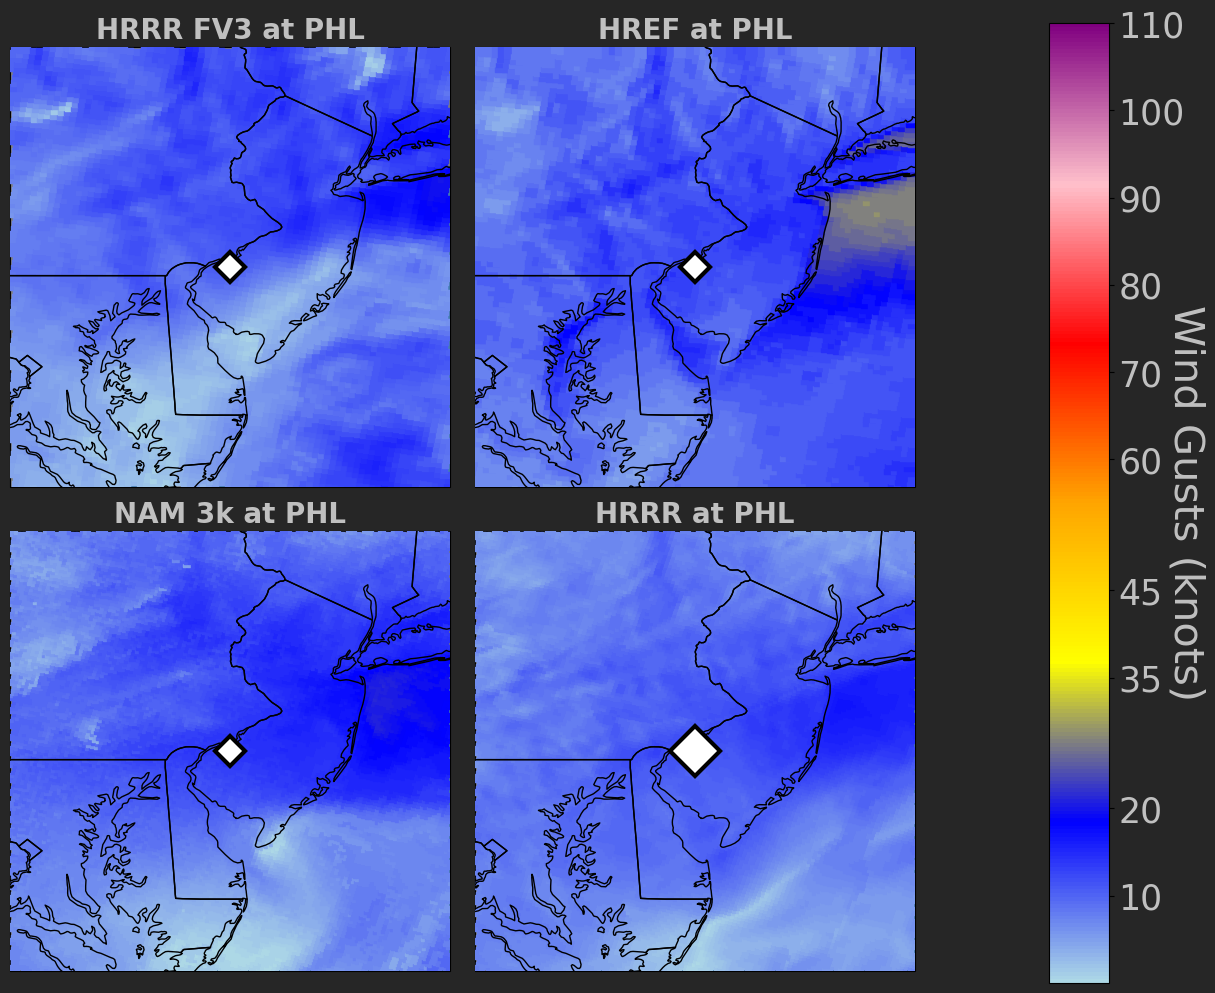 HRRR FV3 at PHL
HREF at PHL
NAM 3k at PHL
HRRR at PHL
110
100
90
80
70
60
45
35
20
10
Wind Gusts (knots)